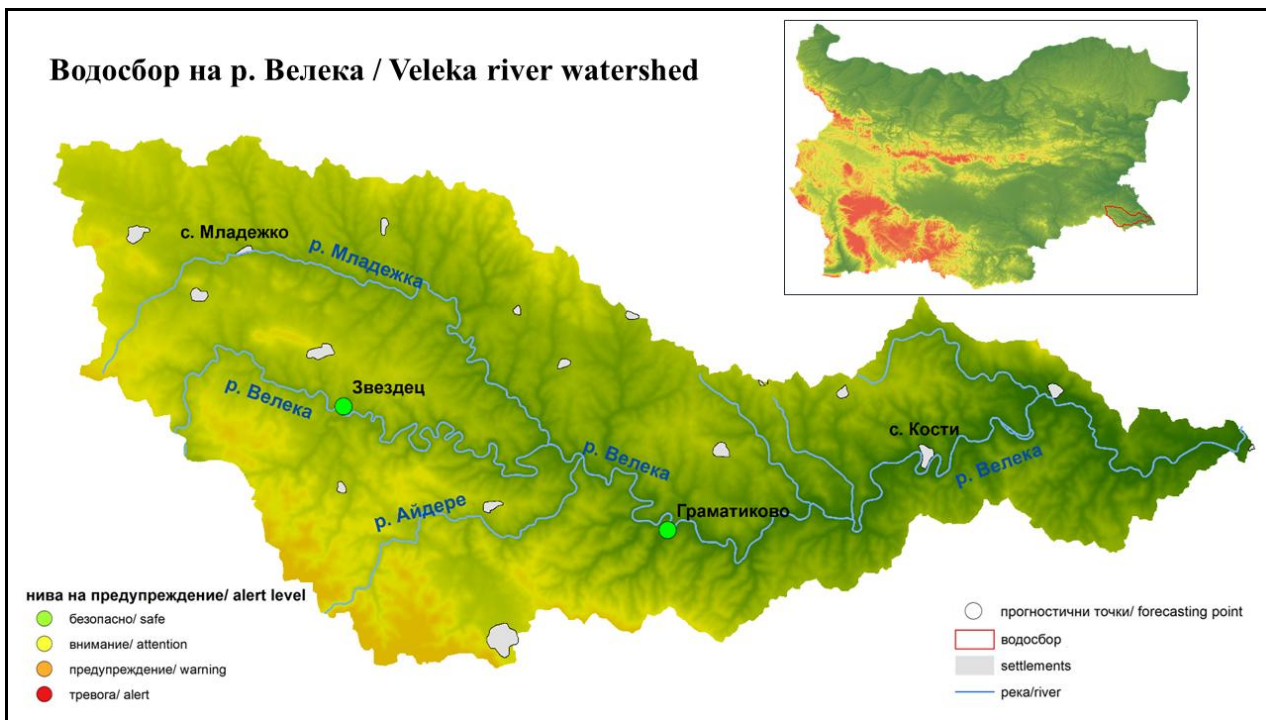 Водосбор на р. Велека / Veleka river watershed
с. Младежко
р. Младежка
Звездец
р. Велека
р. Велека
с. Кости
р. Велека
р. Айдере
Граматиково
нива на предупреждение/ alert level
безопасно/ safe
внимание/ attention
предупреждение/ warning
тревога/ alert
прогностични точки/ forecasting point
водосбор
settlements
река/river